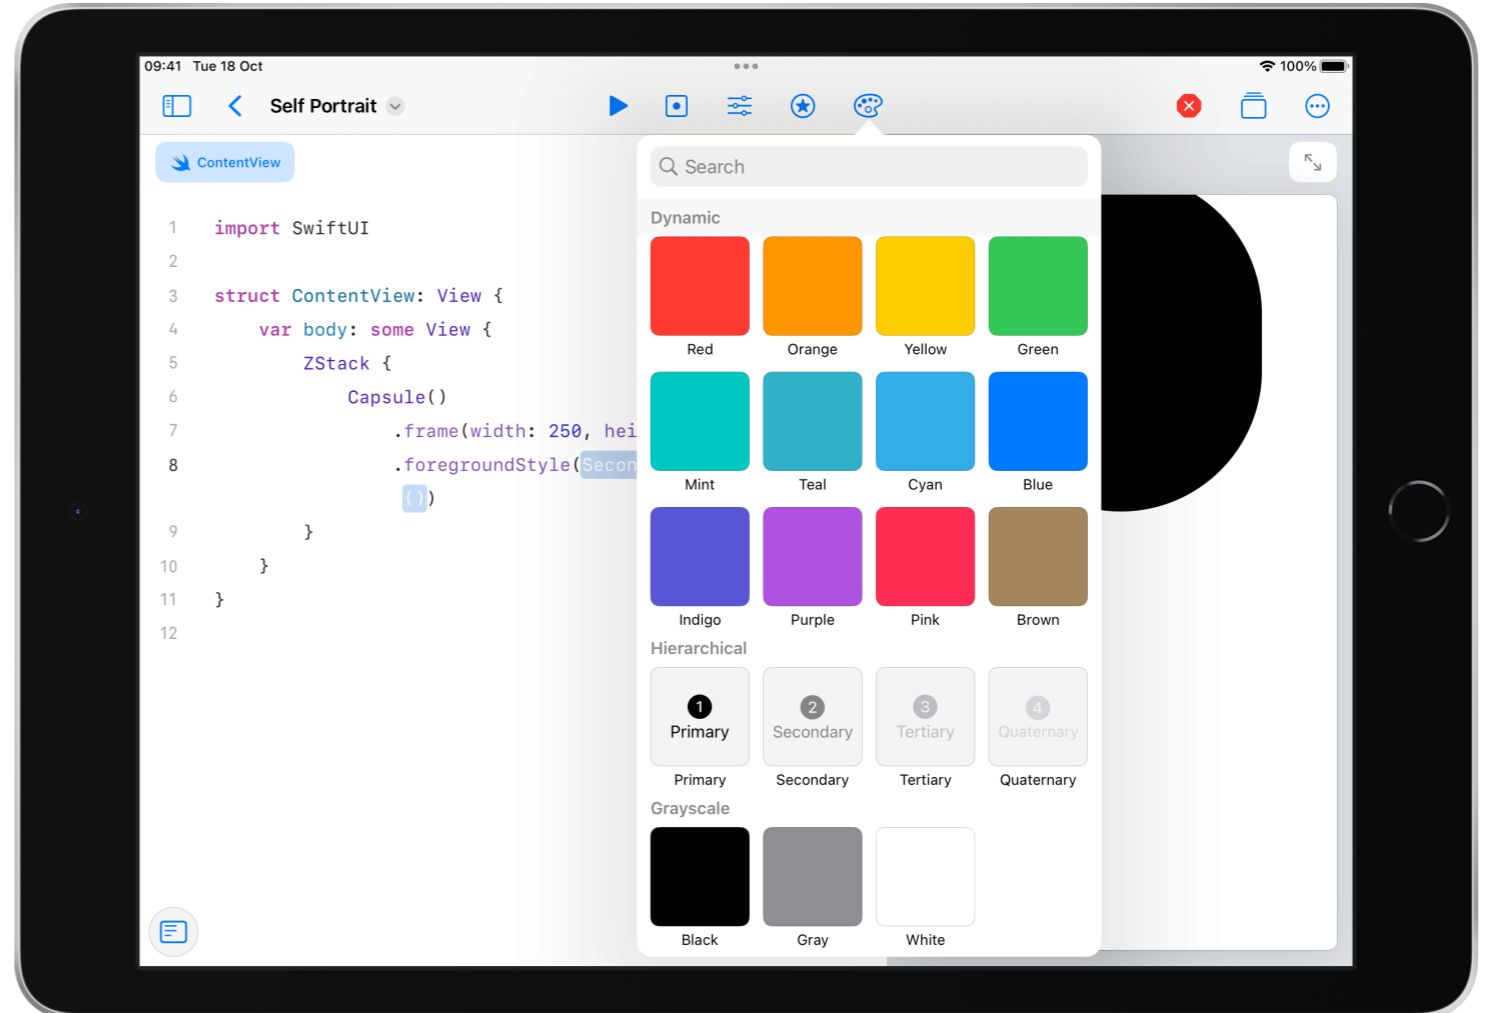 09:41 Tue 18 Oct
100%
Self Portrait
ContentView
Search
1 import SwiftUI
2
3 struct ContentView: View {
4 var body: some View {
5 ZStack {
6 Capsule()
7 .frame(width: 250, hei
8 .foregroundStyle(Secon
())
9 }
10 }
11 }
12
Dynamic
Red Orange Yellow Green
Mint Teal Cyan Blue
Indigo Purple Pink Brown
Hierarchical
1 2 3 4
Primary Secondary Tertiary Quaternary
Primary Secondary Tertiary Quaternary
Grayscale
Black Gray White